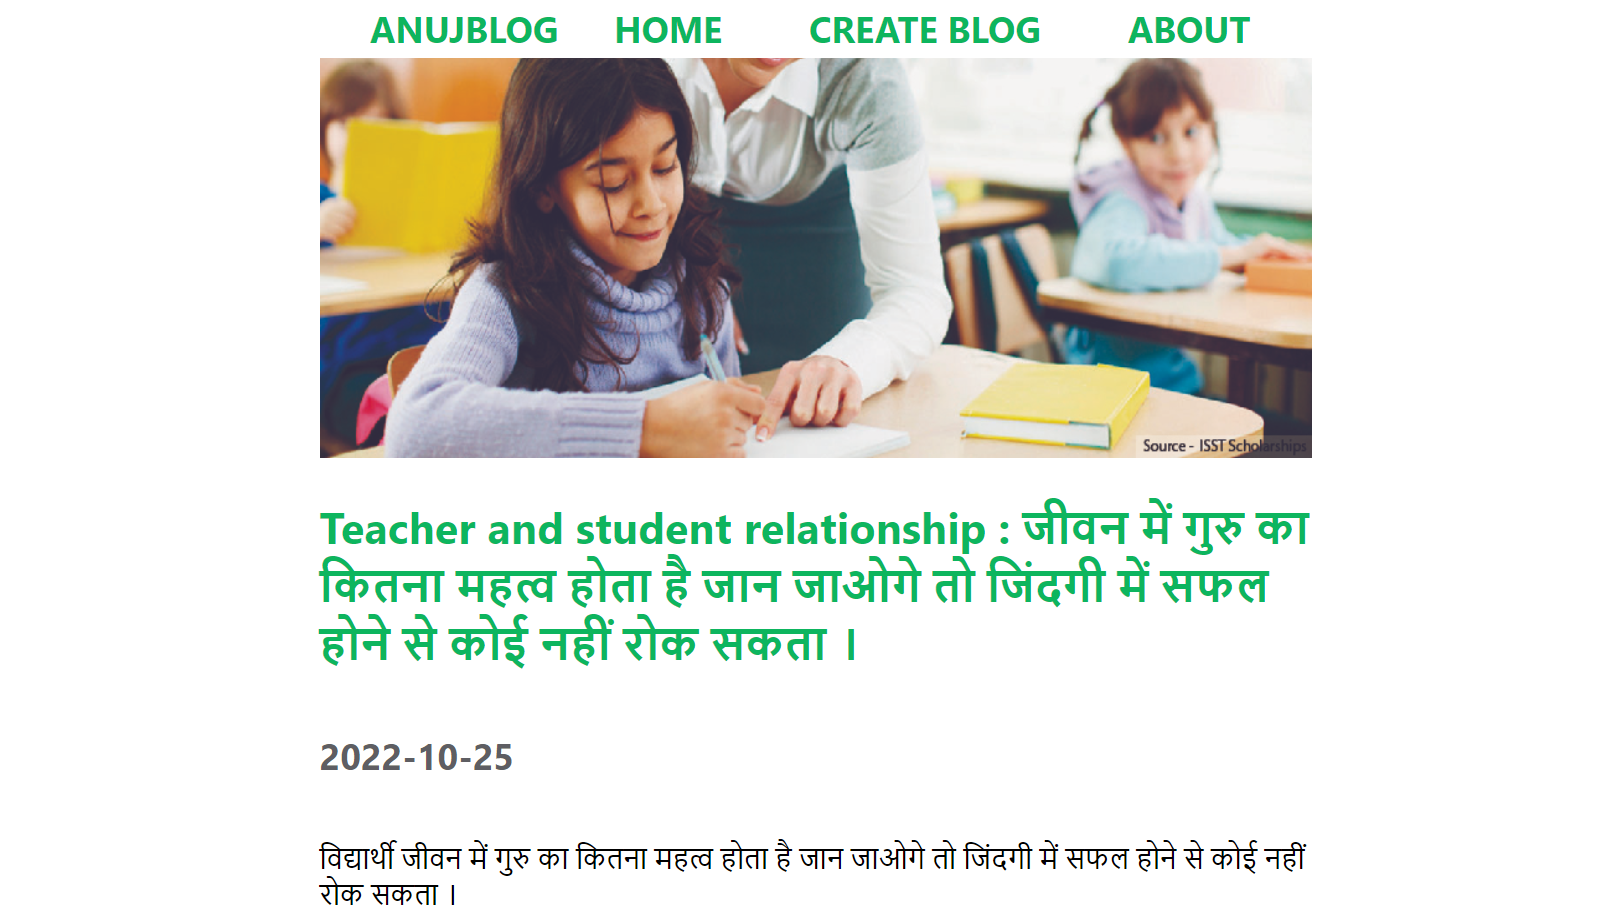 ANUJBLOG HOME CREATE BLOG ABOUT
Source - ISST Scholarships
Teacher and student relationship : जीवन में गुरु का
कितना महत्व होता है जान जाओगे तो जिंदगी में सफल
होने से कोई नहीं रोक सकता ।
2022-10-25
विद्यार्थी जीवन में गुरु का कितना महत्व होता है जान जाओगे तो जिंदगी में सफल होने से कोई नहीं
रोक सकता ।